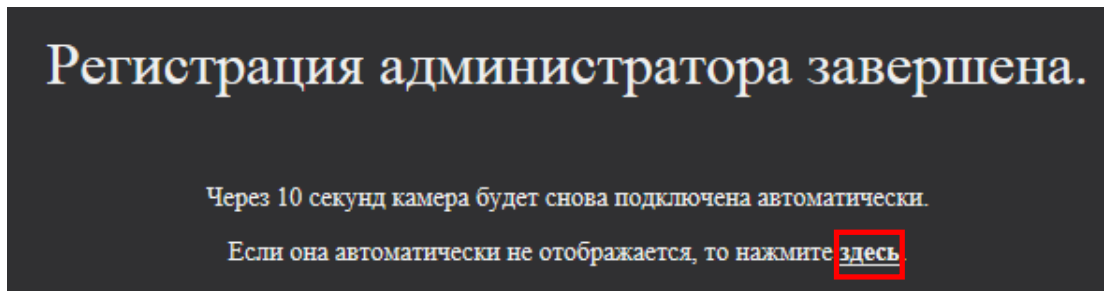 Регистрация администратора завершена.
Через 10 секунд камера будет снова подключена автоматически.
Если она автоматически не отображается, то нажмите здесь.